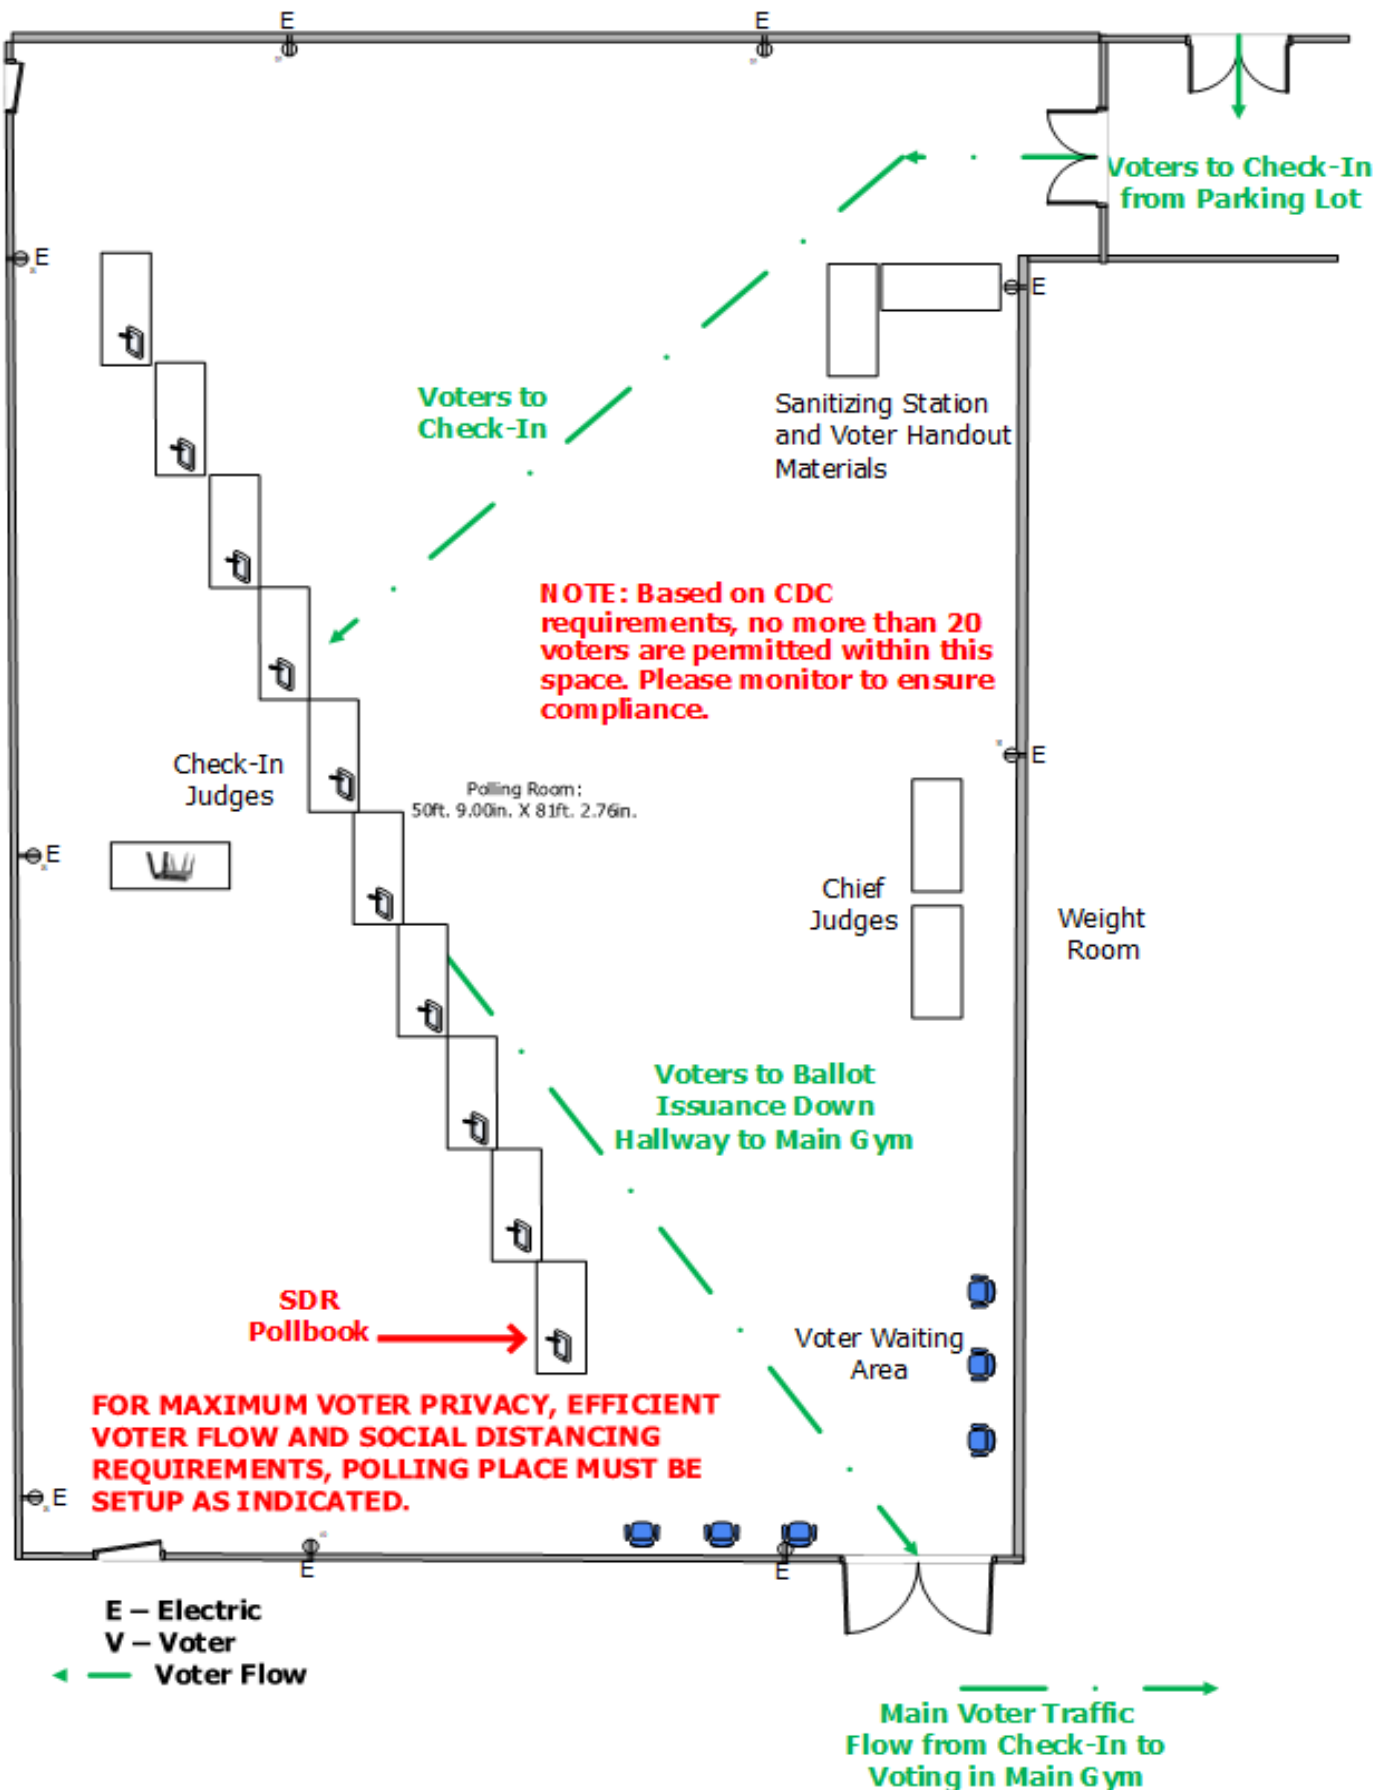 E
E
Voters to Check-In
from Parking Lot
E
E
Voters to
Check-In
Sanitizing Station
and Voter Handout
Materials
NOTE: Based on CDC
requirements, no more than 20
voters are permitted within this
space. Please monitor to ensure
compliance.
E
Check-In
Judges
Polling Room:
50ft. 9.00in. X 81ft. 2.76in.
E
Chief
Judges
Weight
Room
Voters to Ballot
Issuance Down
Hallway to Main Gym
SDR
Pollbook
Voter Waiting
Area
FOR MAXIMUM VOTER PRIVACY, EFFICIENT
VOTER FLOW AND SOCIAL DISTANCING
REQUIREMENTS, POLLING PLACE MUST BE
SETUP AS INDICATED.
E
E
E
E – Electric
V – Voter
Voter Flow
Main Voter Traffic
Flow from Check-In to
Voting in Main Gym